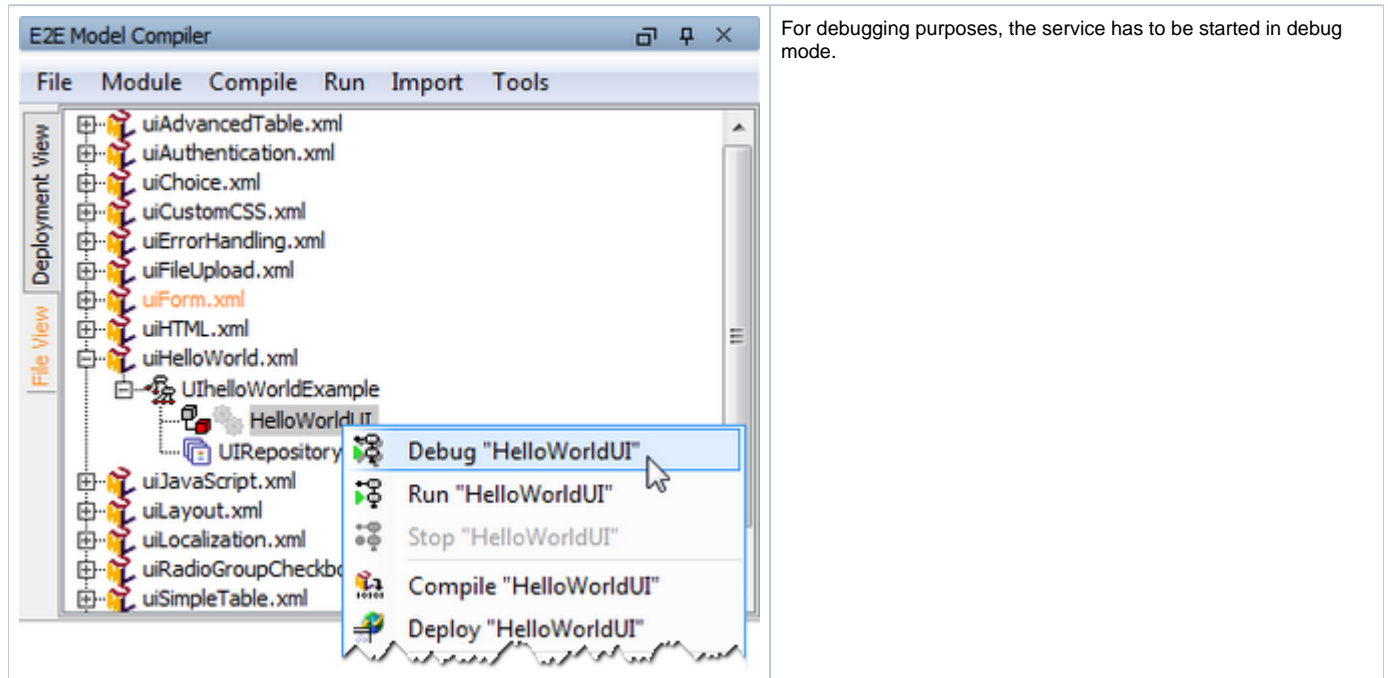 E2E Model Compiler
File Module Compile Run Import Tools
Deployment View
File View
uiAdvancedTable.xml
uiAuthentication.xml
uiChoice.xml
uiCustomCSS.xml
uiErrorHandling.xml
uiFileUpload.xml
uiForm.xml
uiHTML.xml
uiHelloWorld.xml
UIhelloWorldExample
HelloWorldUI
UIRepository
uiJavaScript.xml
uiLayout.xml
uiLocalization.xml
uiRadioGroupCheckbo
uiSimpleTable.xml
Debug "HelloWorldUI"
Run "HelloWorldUI"
Stop "HelloWorldUI"
Compile "HelloWorldUI"
Deploy "HelloWorldUI"
For debugging purposes, the service has to be started in debug
mode.